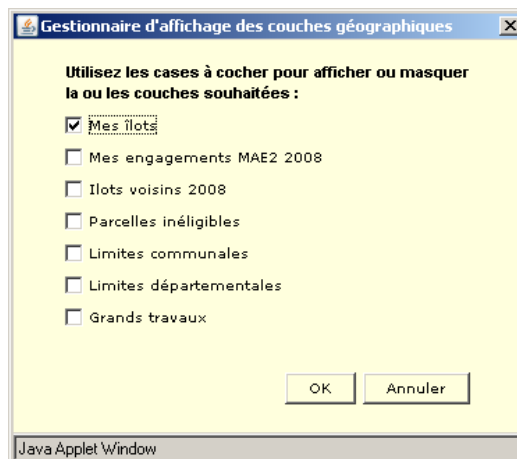 Gestionnaire d'affichage des couches géographiques
Utilisez les cases à cocher pour afficher ou masquer
la ou les couches souhaitées :
Mes îlots
Mes engagements MAE2 2008
Ilots voisins 2008
Parcelles inéligibles
Limites communales
Limites départementales
Grands travaux
OK Annuler
Java Applet Window